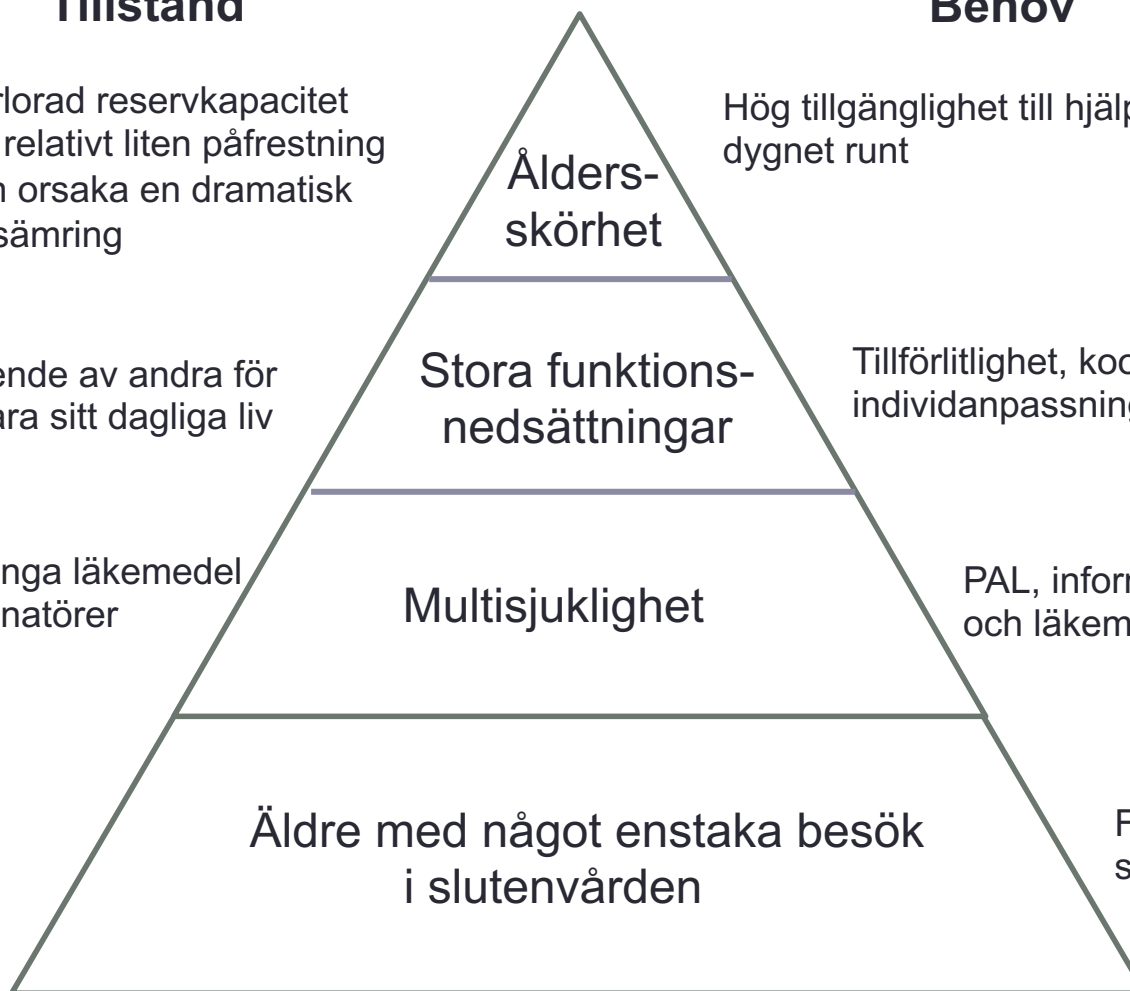 Tillstånd
Behov
rlorad reservkapacitet
relativt liten påfrestning
n orsaka en dramatisk
sämring
Hög tillgänglighet till hjälp
dygnet runt
Ålders-
skörhet
ende av andra för
ara sitt dagliga liv
Stora funktions-
nedsättningar
Tillförlitlighet, koo
individanpassning
nga läkemedel
natörer
Multisjuklighet
PAL, inforr
och läkem
Äldre med något enstaka besök
i slutenvården